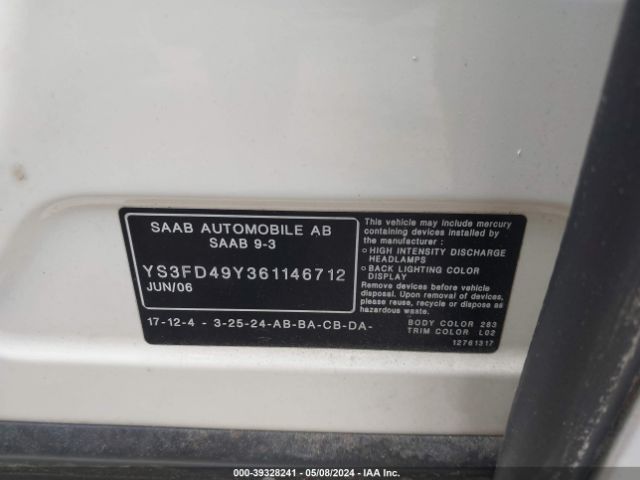 SAAB AUTOMOBILE AB
SAAB 9-3
YS3FD49Y361146712
JUN/06
17-12-4 - 3-25-24-AB-BA-CB-DA-
This vehicle may include mercury
containing devices installed by
the manufacturer:
o HIGH INTENSITY DISCHARGE
HEADLAMPS
o BACK LIGHTING COLOR
DISPLAY
Remove devices before vehicle
disposal. Upon removal of devices,
please reuse, recycle or dispose as
hazardous waste.
BODY COLOR 283
TRIM COLOR L02
12761317
000-39328241 - 05/08/2024 - IAA Inc.